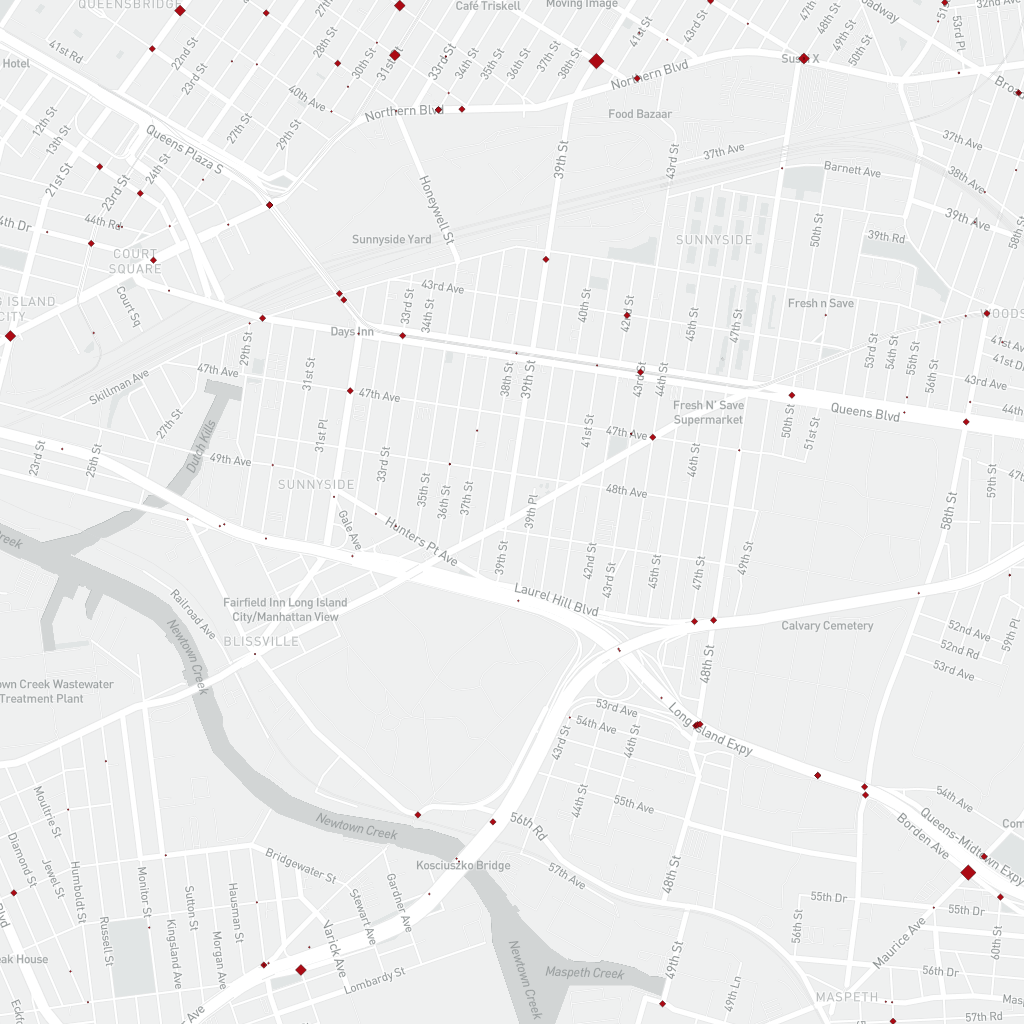 QUEENSBRIDGE
27th St
Café Triskell
Moving Image
47th St
48th St
49th St
50th St
32nd Ave
53rd Pl
41st Rd
22nd St
23rd St
28th St
30th St
31st St
33rd St
34th St
35th St
36th St
37th St
38th St
41st St
43rd St
Hotel
40th Ave
Northern Blvd
Northern Blvd
Food Bazaar
12th St
13th St
27th St
29th St
Queens Plaza S
39th St
43rd St
37th Ave
37th Ave
Barnett Ave
38th Ave
39th Ave
58th St
21st St
23rd St
24th St
Honeywell St
44th Rd
COURT
SQUARE
Sunnyside Yard
SUNNYSIDE
50th St
39th Rd
Court Sq
43rd Ave
33rd St
34th St
40th St
42nd St
45th St
47th St
Fresh n Save
CITY
29th St
Days Inn
53rd St
54th St
55th St
56th St
41st Dr
43rd Rd
Skillman Ave
47th Ave
31st St
47th Ave
38th St
39th St
43rd St
44th St
Fresh N' Save
Supermarket
Queens Blvd
50th St
51st St
27th St
31st Pl
41st St
47th Ave
46th St
23rd St
25th St
Dutch Kills
49th Ave
33rd St
SUNNYSIDE
35th St
36th St
37th St
48th Ave
39th Pl
58th St
59th St
Gale Ave
Hunters Pt Ave
39th St
42nd St
43rd St
45th St
47th St
49th St
Creek
Railroad Ave
Fairfield Inn Long Island
City/Manhattan View
Laurel Hill Blvd
Calvary Cemetery
BLISSVILLE
Newtown Creek
48th St
52nd Ave
52nd Rd
53rd Ave
59th Pl
Town Creek Wastewater
Treatment Plant
53rd Ave
54th Ave
43rd St
46th St
Long Island Expy
44th St
55th Ave
54th Ave
Queens-Midtown Expy
Borden Ave
Moultrie St
Newtown Creek
56th Rd
Kosciuszko Bridge
57th Ave
48th St
Diamond St
Jewel St
Humboldt St
Russell St
Monitor St
Kingsland Ave
Sutton St
Hausman St
Morgan Ave
Bridgewater St
Varick Ave
Stewart Ave
Gardner Ave
Lombardy St
Newtown Creek
Maspeth Creek
49th St
49th Ln
56th St
55th Dr
55th Dr
Maurice Ave
60th St
56th Dr
MASPETH
57th Rd